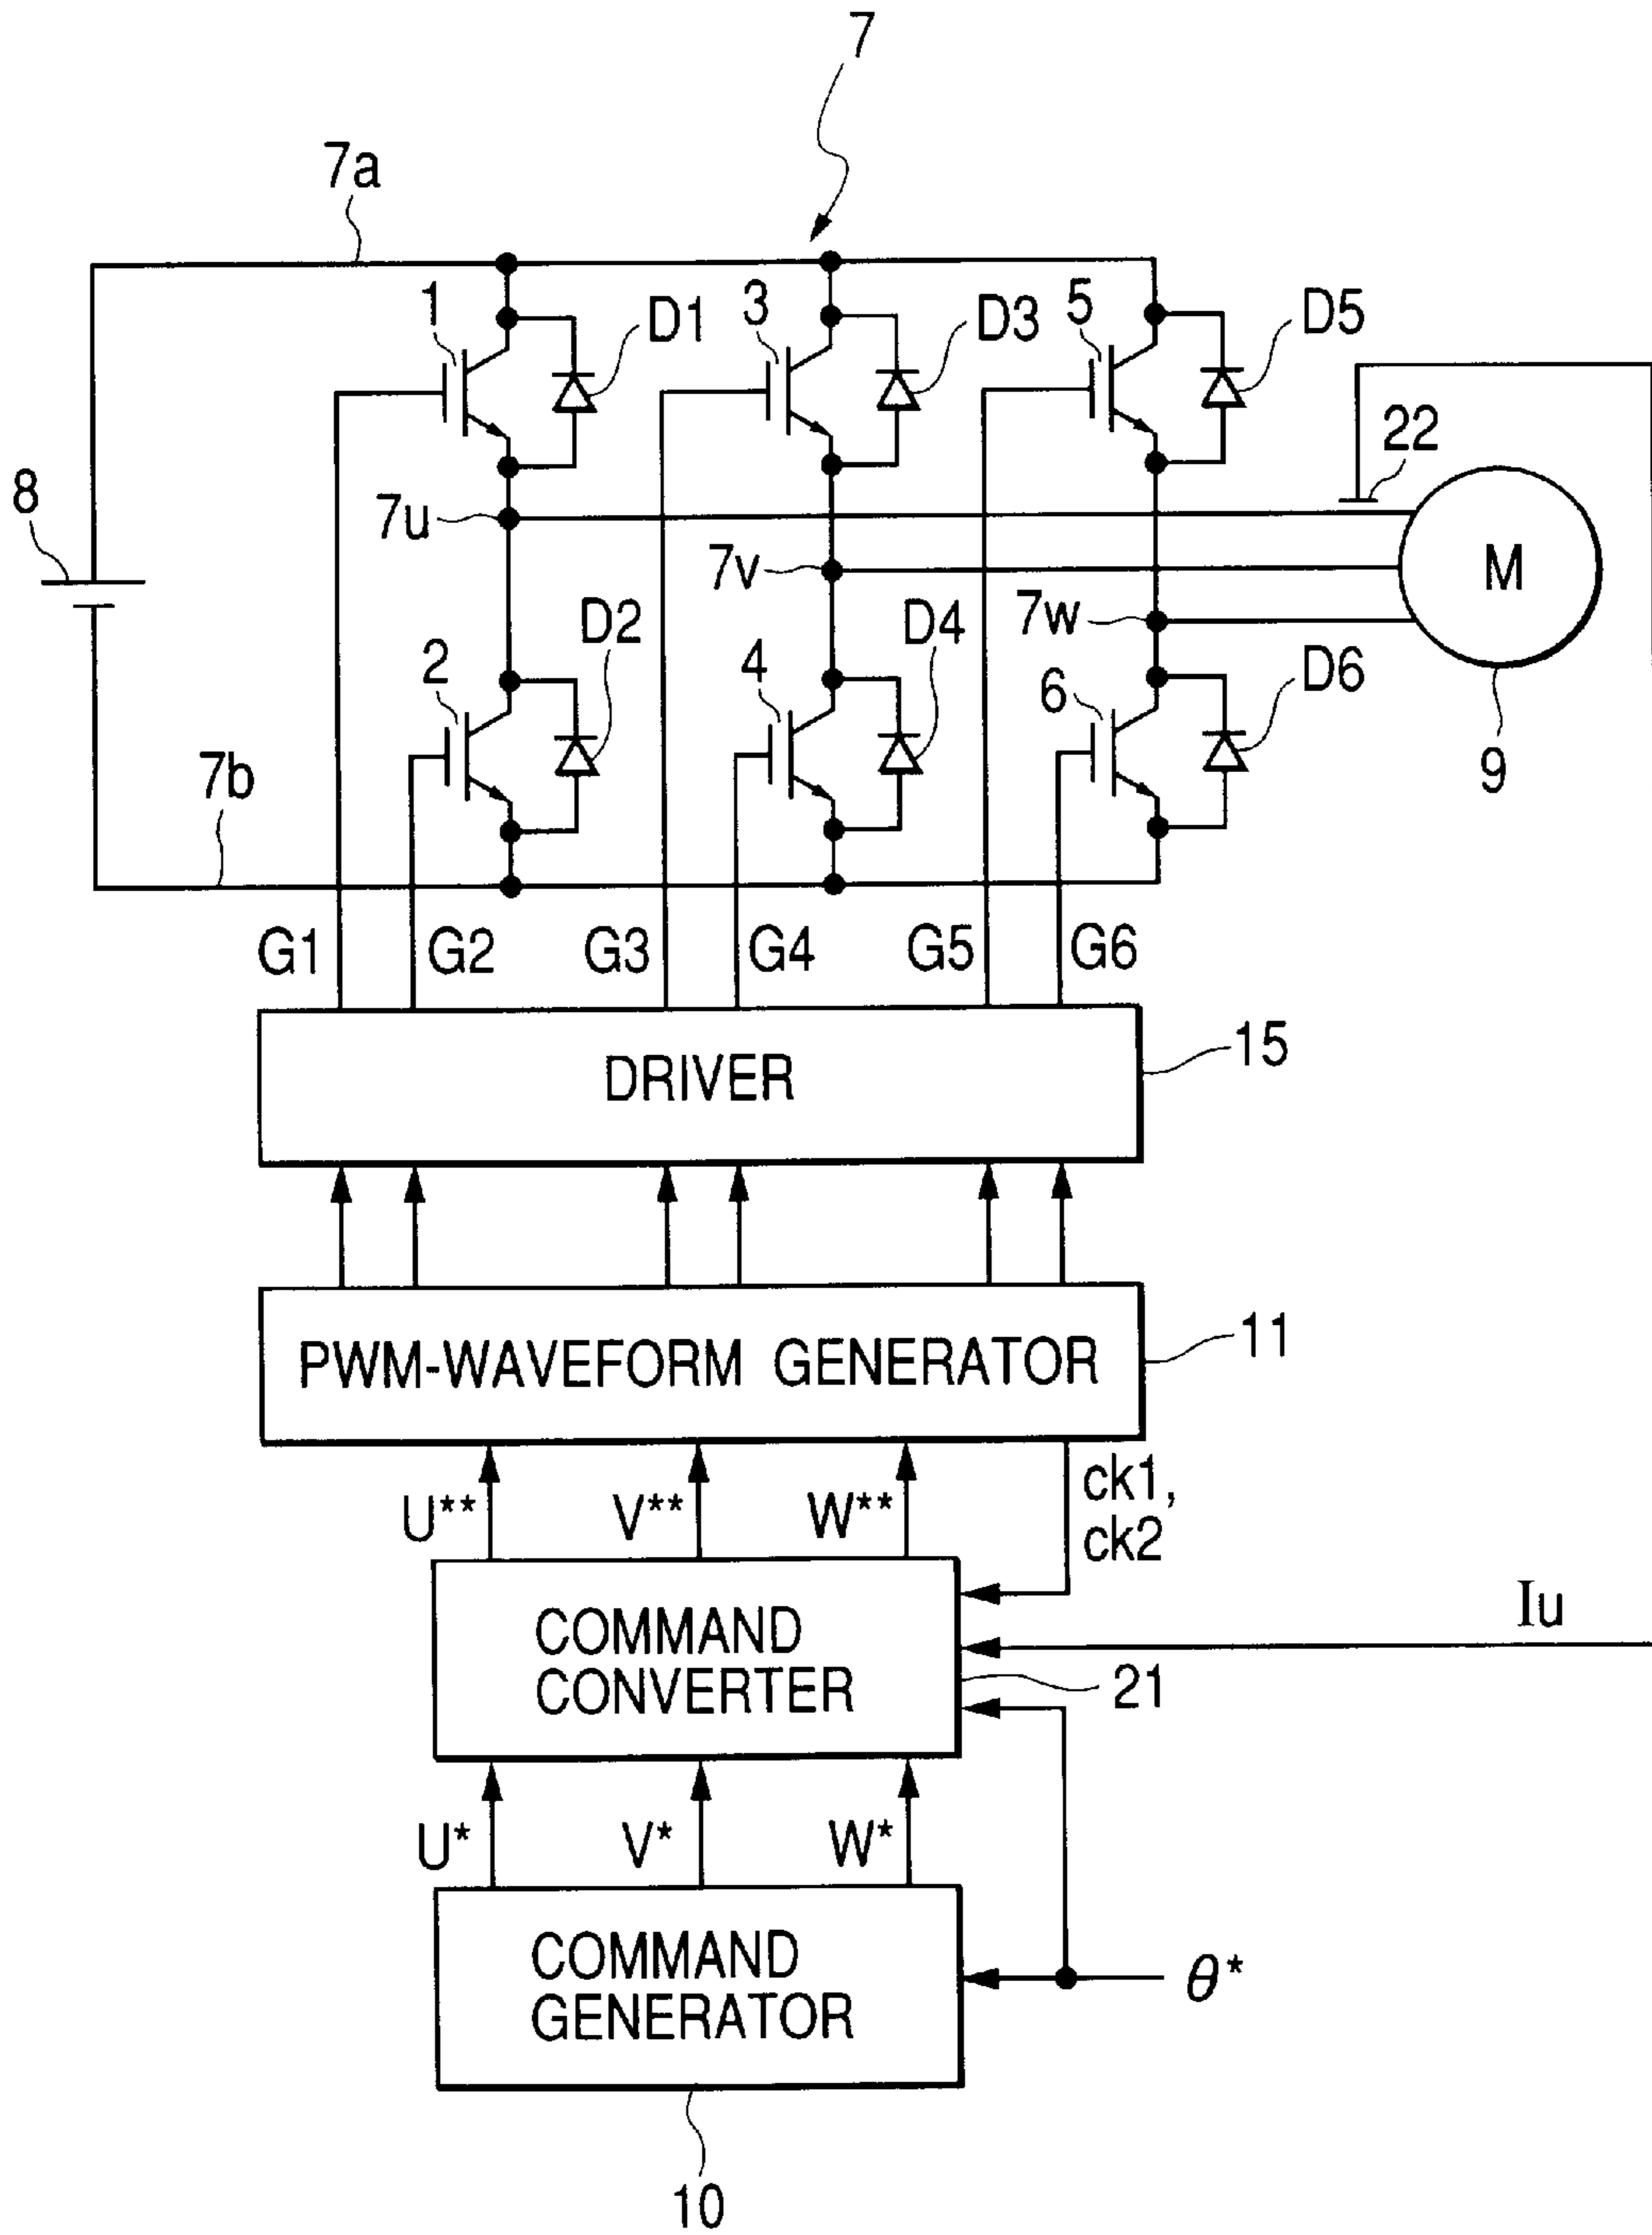 7
7a
1
D1
3
D3
5
D5
22
8
7u
7v
M
7w
D2
D4
D6
2
4
6
9
7b
G1
G2
G3
G4
G5
G6
DRIVER
15
PWM-WAVEFORM GENERATOR
11
U**
V**
W**
ck1,
ck2
Iu
COMMAND
CONVERTER
21
U*
V*
W*
COMMAND
GENERATOR
θ*
10